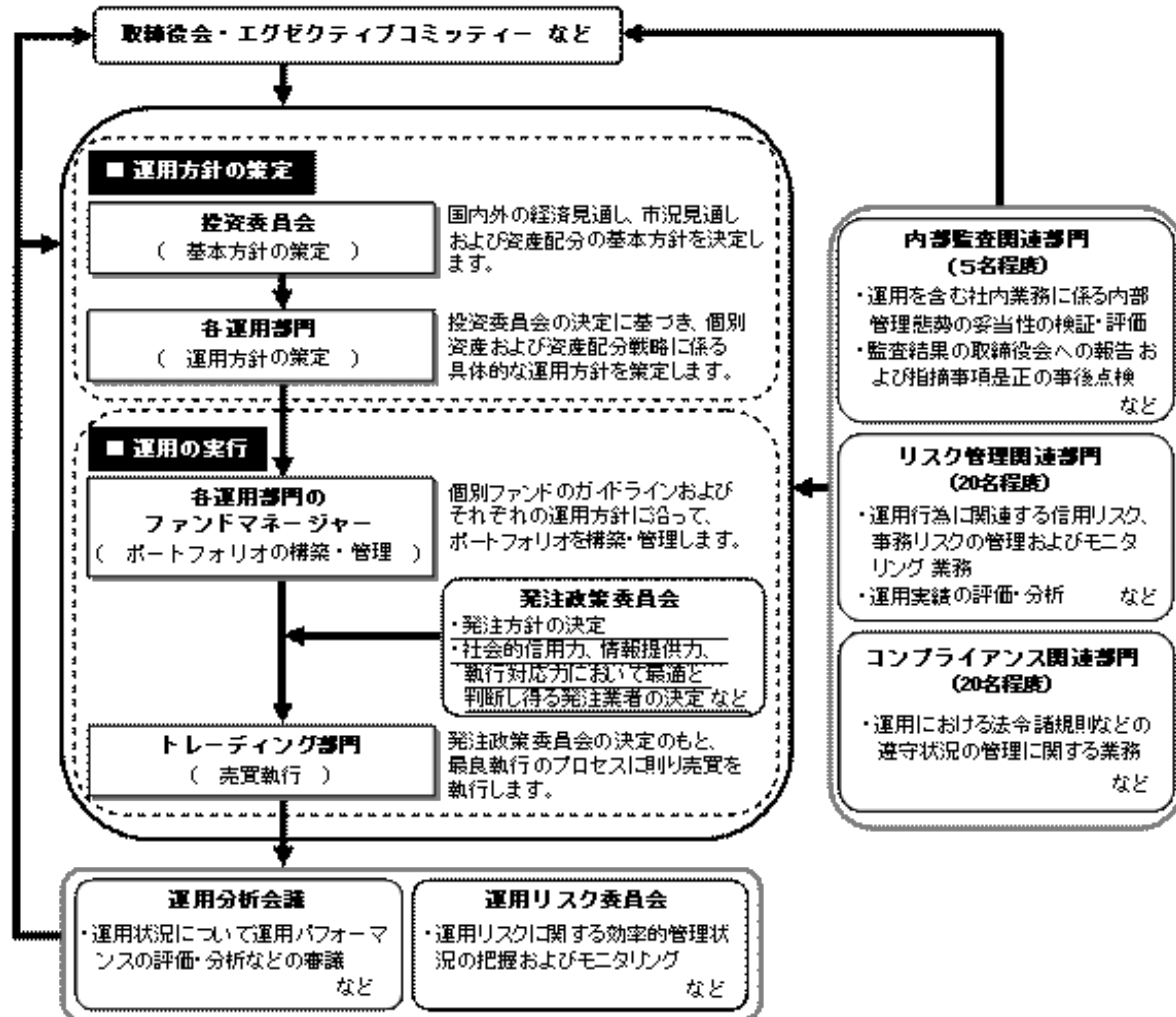 取締役会・エグゼクティブコミッティー など
■ 運用方針の策定
投資委員会
( 基本方針の策定 )
国内外の経済見通し、市況見通し
および資産配分の基本方針を決定し
ます。
各運用部門
( 運用方針の策定 )
投資委員会の決定に基づき、個別
資産および資産配分戦略に係る
具体的な運用方針を策定します。
■ 運用の実行
各運用部門の
ファンドマネージャー
( ポートフォリオの構築・管理 )
個別ファンドのガイドラインおよび
それぞれの運用方針に沿って、
ポートフォリオを構築・管理します。
発注政策委員会
・発注方針の決定
・社会的信用力、情報提供力、
執行対応力において最適と
判断し得る発注業者の決定 など
トレーディング部門
( 売買執行 )
発注政策委員会の決定のもと、
最良執行のプロセスに則り売買を
執行します。
運用分析会議
・運用状況について運用パフォーマ
ンスの評価・分析などの審議
など
運用リスク委員会
・運用リスクに関する効率的管理状
況の把握およびモニタリング
など
内部監査関連部門
(5名程度)
・運用を含む社内業務に係る内部
管理態勢の妥当性の検証・評価
・監査結果の取締役会への報告お
よび指摘事項是正の事後点検
など
リスク管理関連部門
(20名程度)
・運用行為に関連する信用リスク、
事務リスクの管理およびモニタ
リング業務
・運用実績の評価・分析 など
コンプライアンス関連部門
(20名程度)
・運用における法令諸規則などの
遵守状況の管理に関する業務
など